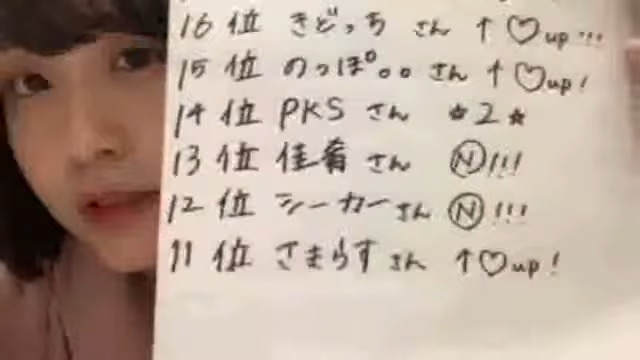 16位 きどっち さん ↑♡up!!!
15位 のっぽ°。。さん ↑♡up!
14位 PKS さん ★2★
13位 佳肴 さん Ⓝ!!!
12位 シーカーさん Ⓝ!!!
11位 さまらす さん ↑♡up!